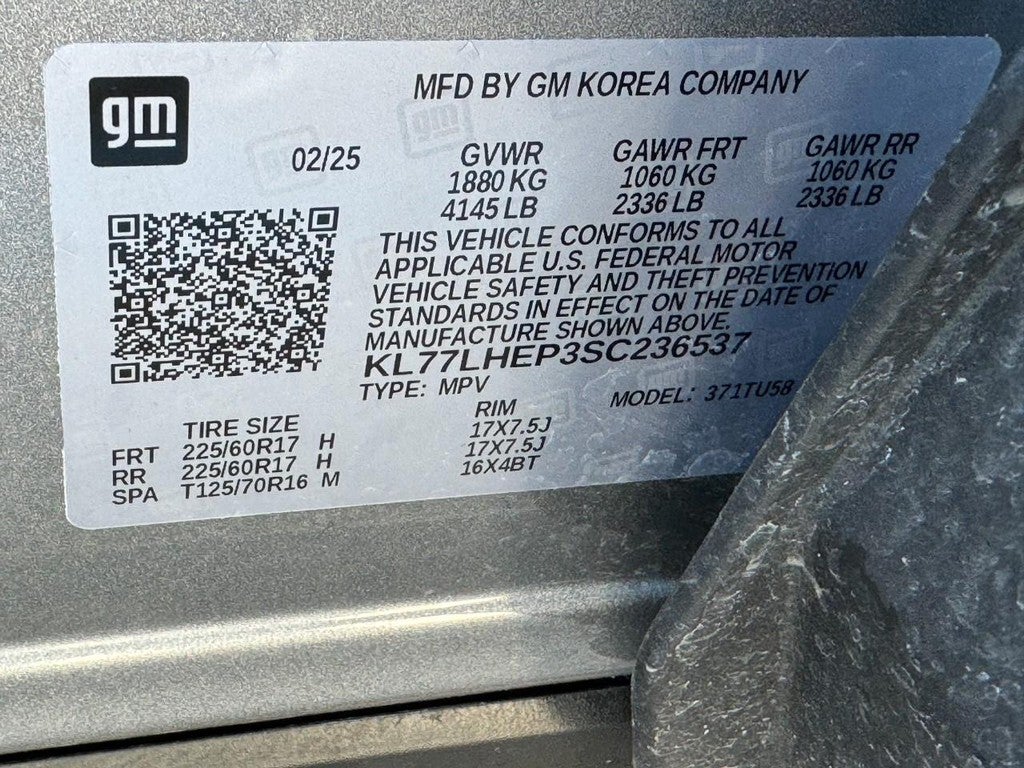 gm
MFD BY GM KOREA COMPANY
02/25 GVWR GAWR FRT GAWR RR
1880 KG 1060 KG 1060 KG
4145 LB 2336 LB 2336 LB
THIS VEHICLE CONFORMS TO ALL
APPLICABLE U.S. FEDERAL MOTOR
VEHICLE SAFETY AND THEFT PREVENTION
STANDARDS IN EFFECT ON THE DATE OF
MANUFACTURE SHOWN ABOVE.
KL77LHEP3SC236537
TYPE: MPV MODEL: 371TU58
TIRE SIZE RIM
FRT 225/60R17 H 17X7.5J
RR 225/60R17 H 17X7.5J
SPA T125/70R16 M 16X4BT